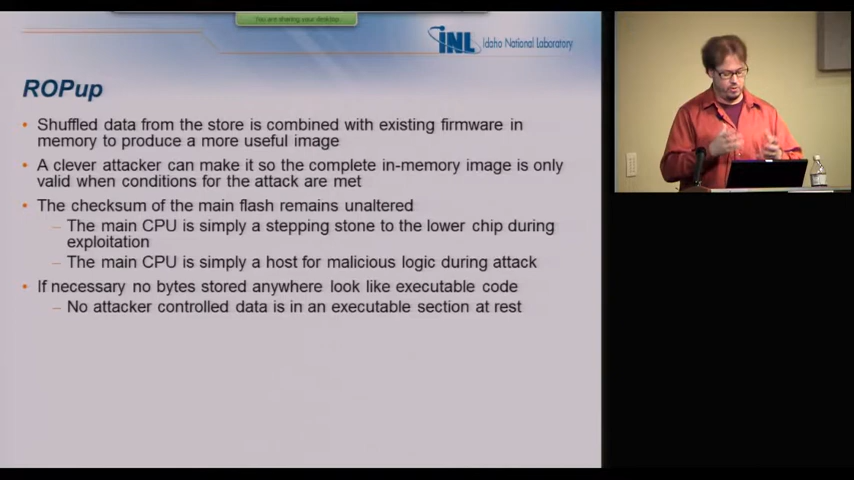 You are sharing your desktop.
INL Idaho National Laboratory
ROPup
• Shuffled data from the store is combined with existing firmware in
memory to produce a more useful image
• A clever attacker can make it so the complete in-memory image is only
valid when conditions for the attack are met
• The checksum of the main flash remains unaltered
– The main CPU is simply a stepping stone to the lower chip during
exploitation
– The main CPU is simply a host for malicious logic during attack
• If necessary no bytes stored anywhere look like executable code
– No attacker controlled data is in an executable section at rest